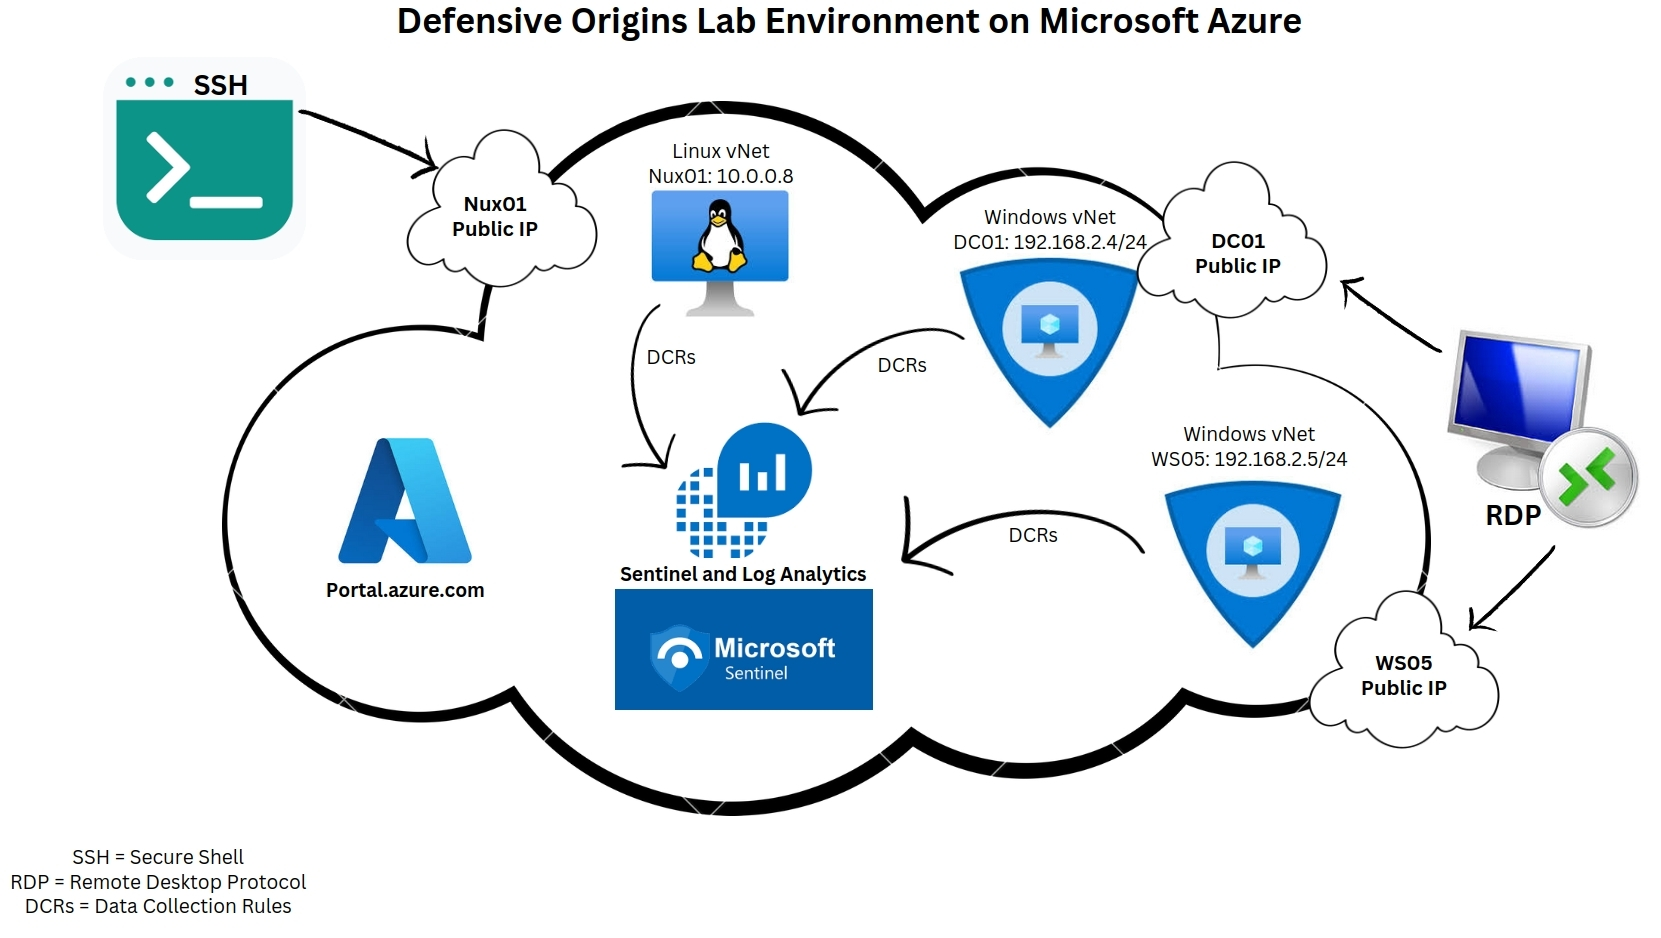 Defensive Origins Lab Environment on Microsoft Azure
SSH
Nux01
Public IP
Linux vNet
Nux01: 10.0.0.8
Windows vNet
DC01: 192.168.2.4/24
DC01
Public IP
DCRs
DCRs
Windows vNet
WS05: 192.168.2.5/24
RDP
DCRs
Portal.azure.com
Sentinel and Log Analytics
Microsoft
Sentinel
WS05
Public IP
SSH = Secure Shell
RDP = Remote Desktop Protocol
DCRs = Data Collection Rules